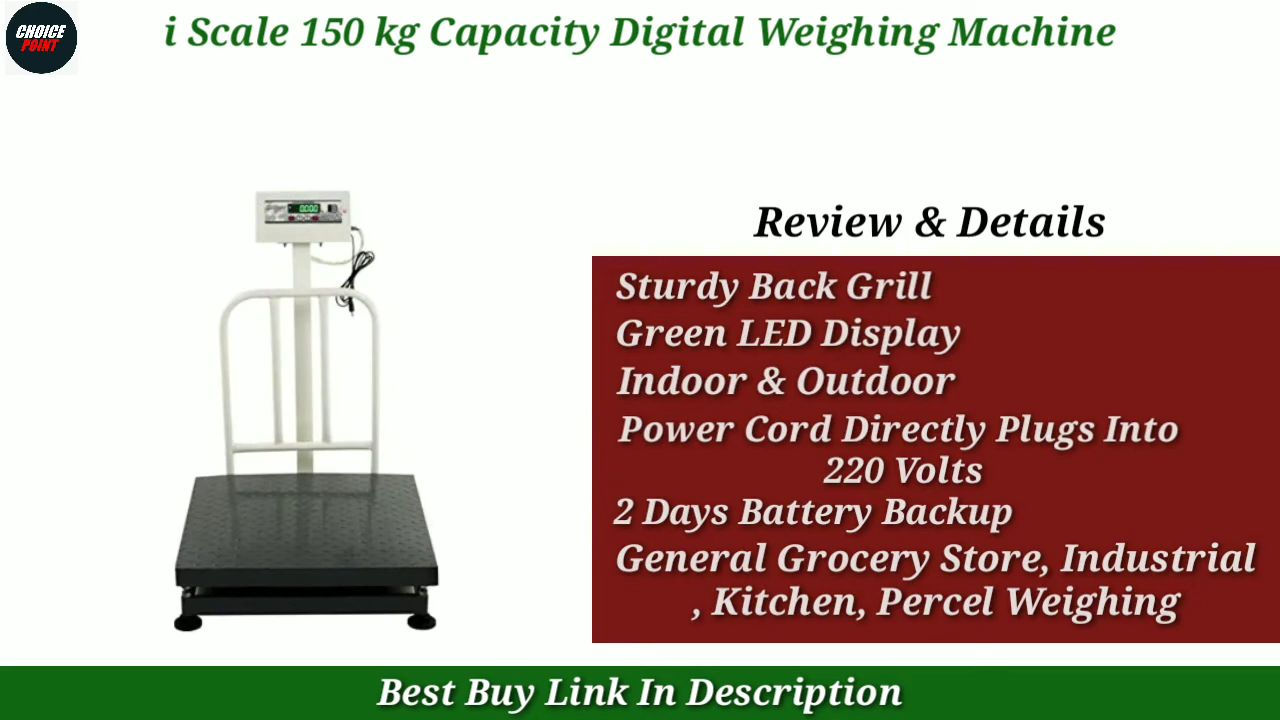 CHOICE
POINT
i Scale 150 kg Capacity Digital Weighing Machine
Review & Details
Sturdy Back Grill
Green LED Display
Indoor & Outdoor
Power Cord Directly Plugs Into
220 Volts
2 Days Battery Backup
General Grocery Store, Industrial
, Kitchen, Percel Weighing
Best Buy Link In Description